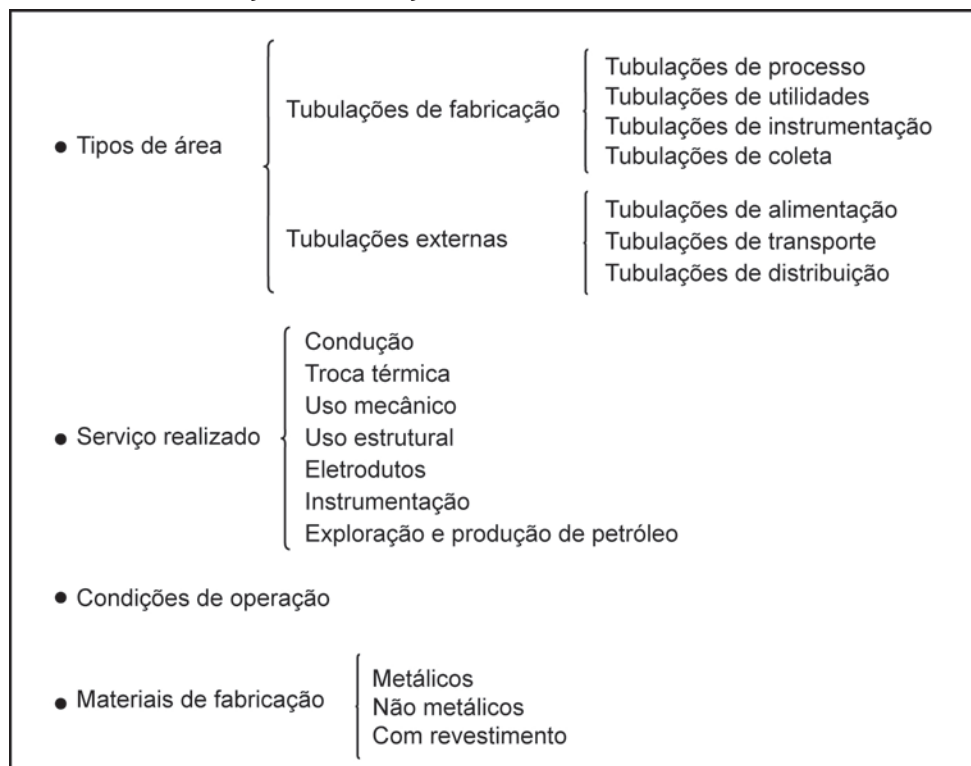 Tubulações de processo
Tubulações de utilidades
Tubulações de instrumentação
Tubulações de coleta
Tubulações de fabricação
• Tipos de área
Tubulações externas
Tubulações de alimentação
Tubulações de transporte
Tubulações de distribuição
Condução
Troca térmica
Uso mecânico
• Serviço realizado
Uso estrutural
Eletrodutos
Instrumentação
Exploração e produção de petróleo
• Condições de operação
• Materiais de fabricação
Metálicos
Não metálicos
Com revestimento